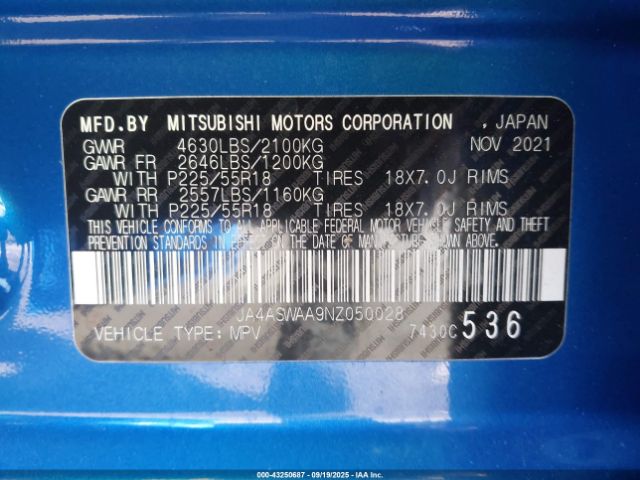 MFD.BY MITSUBISHI MOTORS CORPORATION , JAPAN
GVWR 4630LBS/2100KG NOV 2021
GAWR FR 2646LBS/1200KG
WITH P225/55R18 TIRES 18X7.0J RIMS
GAWR RR 2557LBS/1160KG
WITH P225/55R18 TIRES 18X7.0J RIMS
THIS VEHICLE CONFORMS TO ALL APPLICABLE FEDERAL MOTOR VEHICLE SAFETY AND THEFT
PREVENTION STANDARDS IN EFFECT ON THE DATE OF MANUFACTURE SHOWN ABOVE.
JA4ASWAA9NZ050028
VEHICLE TYPE: MPV 7430C 536
000-43250687 - 09/19/2025 - IAA Inc.